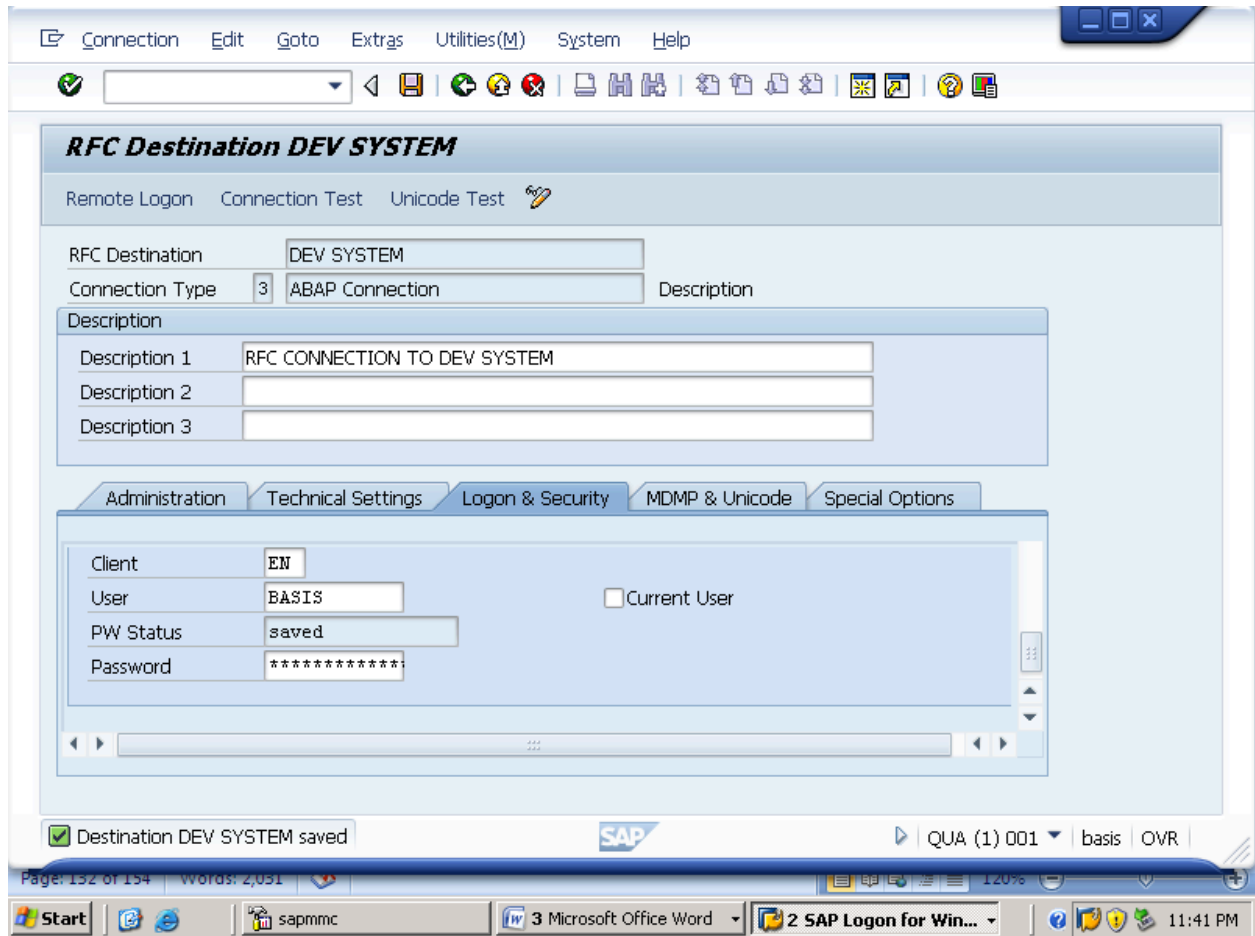 Connection Edit Goto Extras Utilities(M) System Help
RFC Destination DEV SYSTEM
Remote Logon Connection Test Unicode Test
RFC Destination DEV SYSTEM
Connection Type 3 ABAP Connection Description
Description
Description 1 RFC CONNECTION TO DEV SYSTEM
Description 2
Description 3
Administration Technical Settings Logon & Security MDMP & Unicode Special Options
Client EN
User BASIS Current User
PW Status saved
Password *************
Destination DEV SYSTEM saved SAP QUA (1) 001 basis OVR
Page: 132 of 154 Words: 2,031 120%
Start sapmmc 3 Microsoft Office Word 2 SAP Logon for Win... 11:41 PM